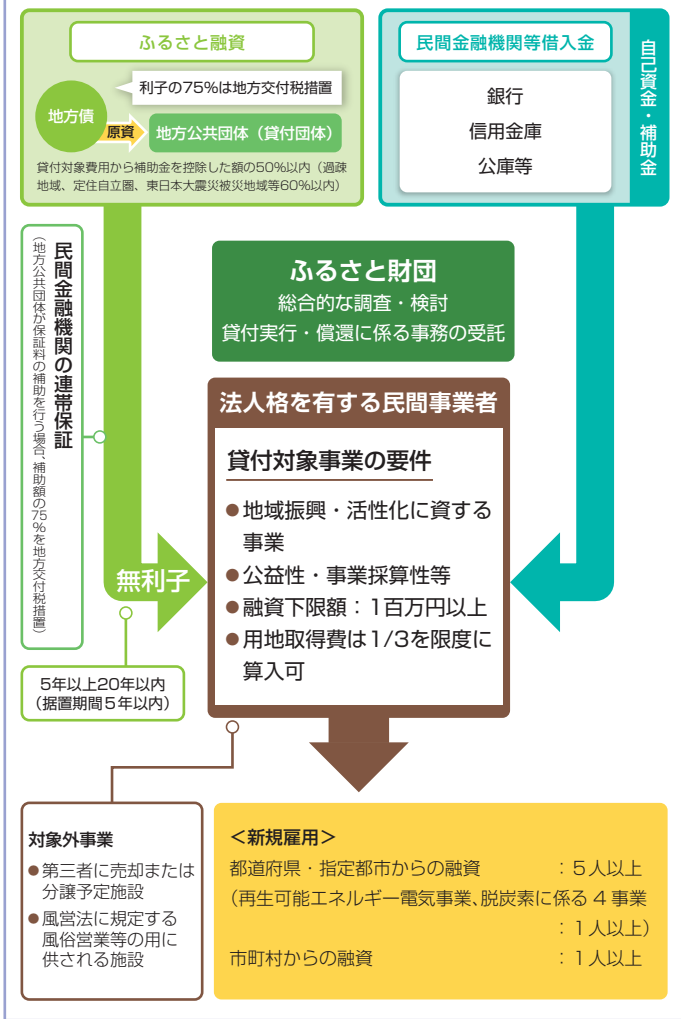 ふるさと融資
利子の75%は地方交付税措置
地方債
原資
地方公共団体（貸付団体）
貸付対象費用から補助金を控除した額の50%以内（過疎
地域、定住自立圏、東日本大震災被災地域等60%以内）
民間金融機関等借入金
銀行
信用金庫
公庫等
自己資金・補助金
民間金融機関の連帯保証
（地方公共団体が保証料の補助を行う場合、補助額の75%を地方交付税措置）
ふるさと財団
総合的な調査・検討
貸付実行・償還に係る事務の受託
法人格を有する民間事業者
貸付対象事業の要件
●地域振興・活性化に資する
事業
●公益性・事業採算性等
●融資下限額：1百万円以上
●用地取得費は1/3を限度に
算入可
無利子
5年以上20年以内
（据置期間5年以内）
対象外事業
●第三者に売却または
分譲予定施設
●風営法に規定する
風俗営業等の用に
供される施設
＜新規雇用＞
都道府県・指定都市からの融資　：5人以上
（再生可能エネルギー電気事業、脱炭素に係る4事業
：1人以上）
市町村からの融資　：1人以上